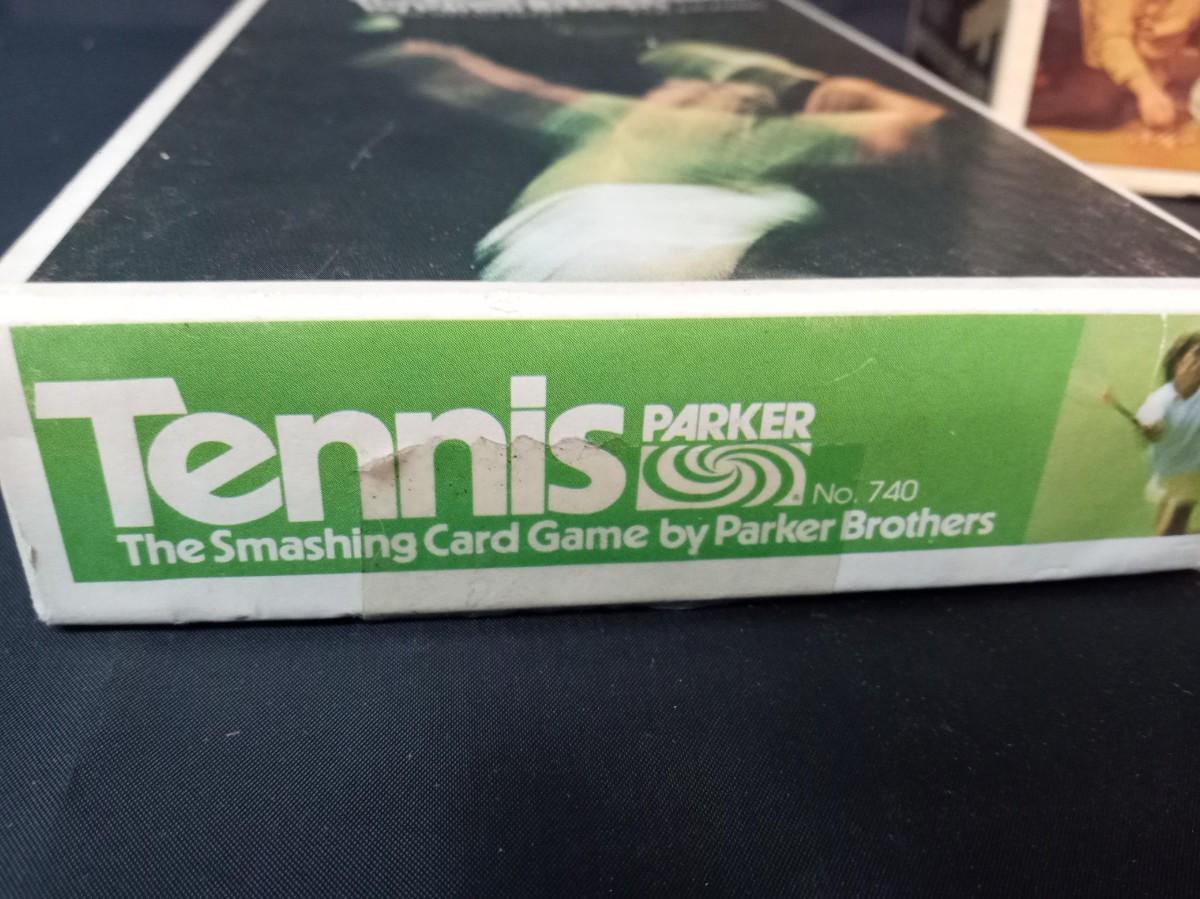 Tennis
PARKER
No. 740
The Smashing Card Game by Parker Brothers